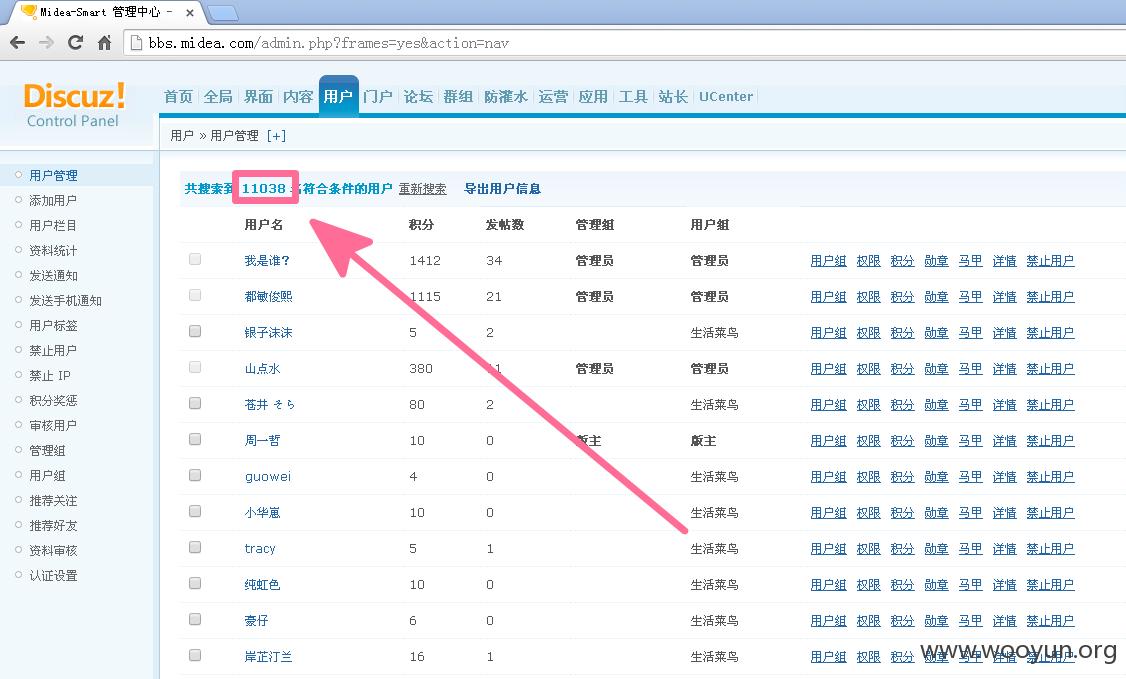 Midea-Smart 管理中心 -
bbs.midea.com/admin.php?frames=yes&action=nav
Discuz!
Control Panel
首页 全局 界面 内容 用户 门户 论坛 群组 防灌水 运营 应用 工具 站长 UCenter
用户 » 用户管理 [+]
用户管理
添加用户
用户栏目
资料统计
发送通知
发送手机通知
用户标签
禁止用户
禁止 IP
积分奖惩
审核用户
管理组
用户组
推荐关注
推荐好友
资料审核
认证设置
共搜索到 11038 名符合条件的用户 重新搜索 导出用户信息
用户名 积分 发帖数 管理组 用户组
我是谁? 1412 34 管理员 管理员 用户组 权限 积分 勋章 马甲 详情 禁止用户
都敏俊熙 1115 21 管理员 管理员 用户组 权限 积分 勋章 马甲 详情 禁止用户
银子沫沫 5 2 生活菜鸟 用户组 权限 积分 勋章 马甲 详情 禁止用户
山点水 380 管理员 管理员 用户组 权限 积分 勋章 马甲 详情 禁止用户
苍井 そら 80 2 生活菜鸟 用户组 权限 积分 勋章 马甲 详情 禁止用户
周一哲 10 0 版主 版主 用户组 权限 积分 勋章 马甲 详情 禁止用户
guowei 4 0 生活菜鸟 用户组 权限 积分 勋章 马甲 详情 禁止用户
小华崽 10 0 生活菜鸟 用户组 权限 积分 勋章 马甲 详情 禁止用户
tracy 5 1 生活菜鸟 用户组 权限 积分 勋章 马甲 详情 禁止用户
纯虹色 10 0 生活菜鸟 用户组 权限 积分 勋章 马甲 详情 禁止用户
豪仔 6 0 生活菜鸟 用户组 权限 积分 勋章 马甲 详情 禁止用户
岸芷汀兰 16 1 生活菜鸟 用户组 权限 积分 勋章 马甲 详情 禁止用户
www.wooyun.org